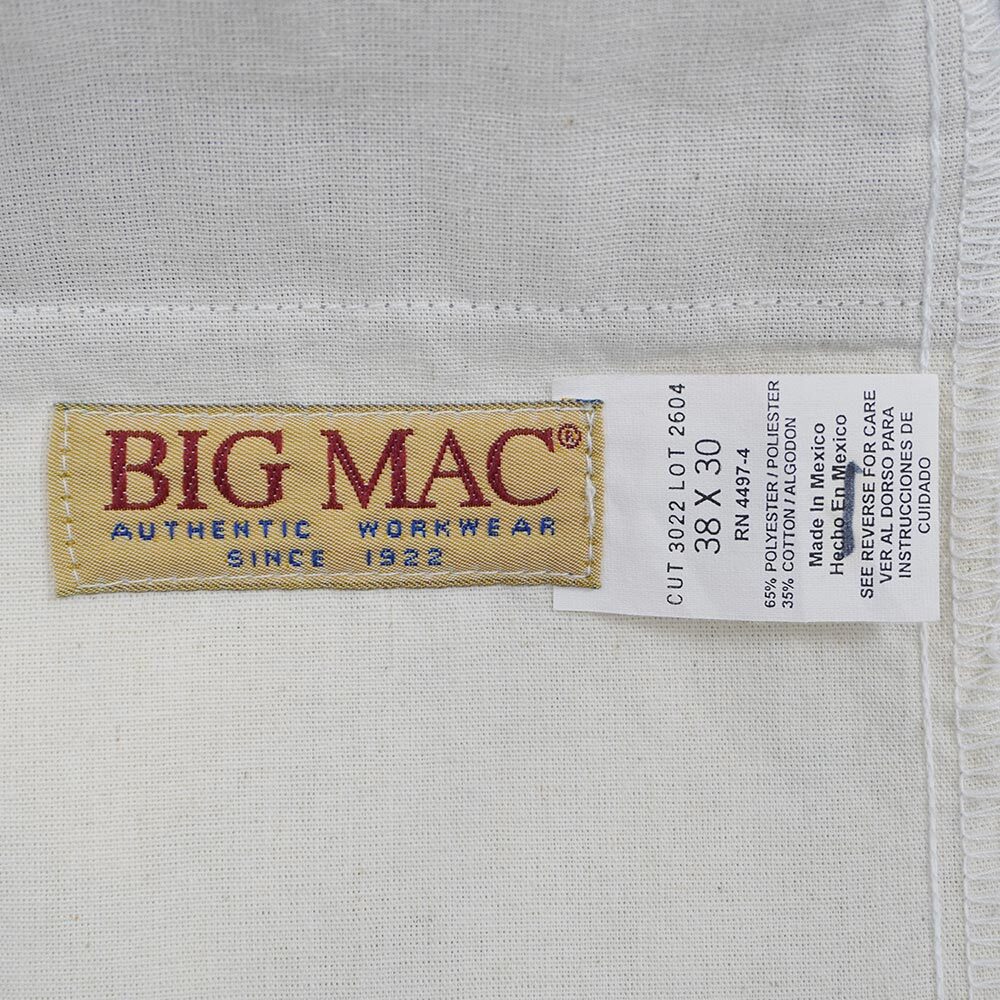 BIG MAC®
AUTHENTIC WORKWEAR
SINCE 1922
CUT 3022 LOT 2604
38 X 30
RN 4497-4
65% POLYESTER / POLIESTER
35% COTTON / ALGODON
Made In Mexico
Hecho En Mexico
SEE REVERSE FOR CARE
VER AL DORSO PARA
INSTRUCCIONES DE
CUIDADO